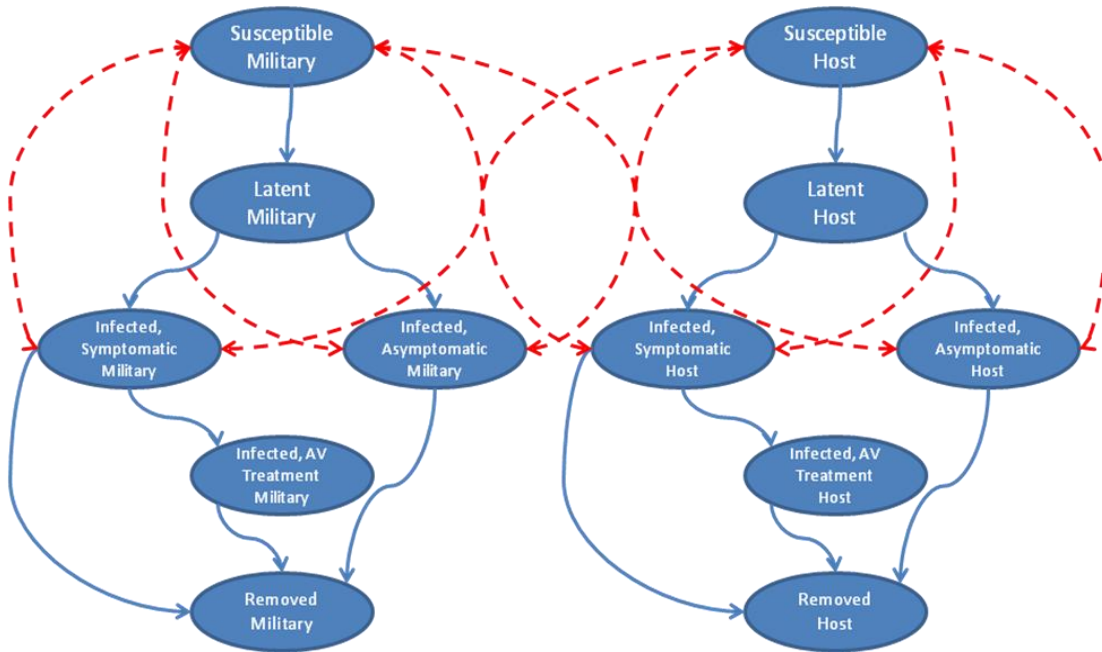 Susceptible
Military
Susceptible
Host
Latent
Military
Latent
Host
Infected,
Symptomatic
Military
Infected,
Asymptomatic
Military
Infected,
Symptomatic
Host
Infected,
Asymptomatic
Host
Infected, AV
Treatment
Military
Infected, AV
Treatment
Host
Removed
Military
Removed
Host